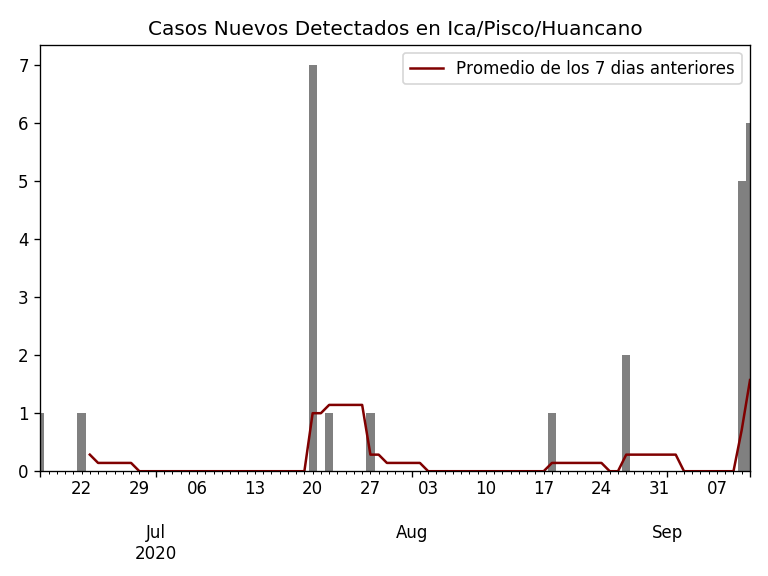 Casos Nuevos Detectados en Ica/Pisco/Huancano
Promedio de los 7 dias anteriores
7
6
5
4
3
2
1
0
22 29 06 13 20 27 03 10 17 24 31 07
Jul Aug Sep
2020